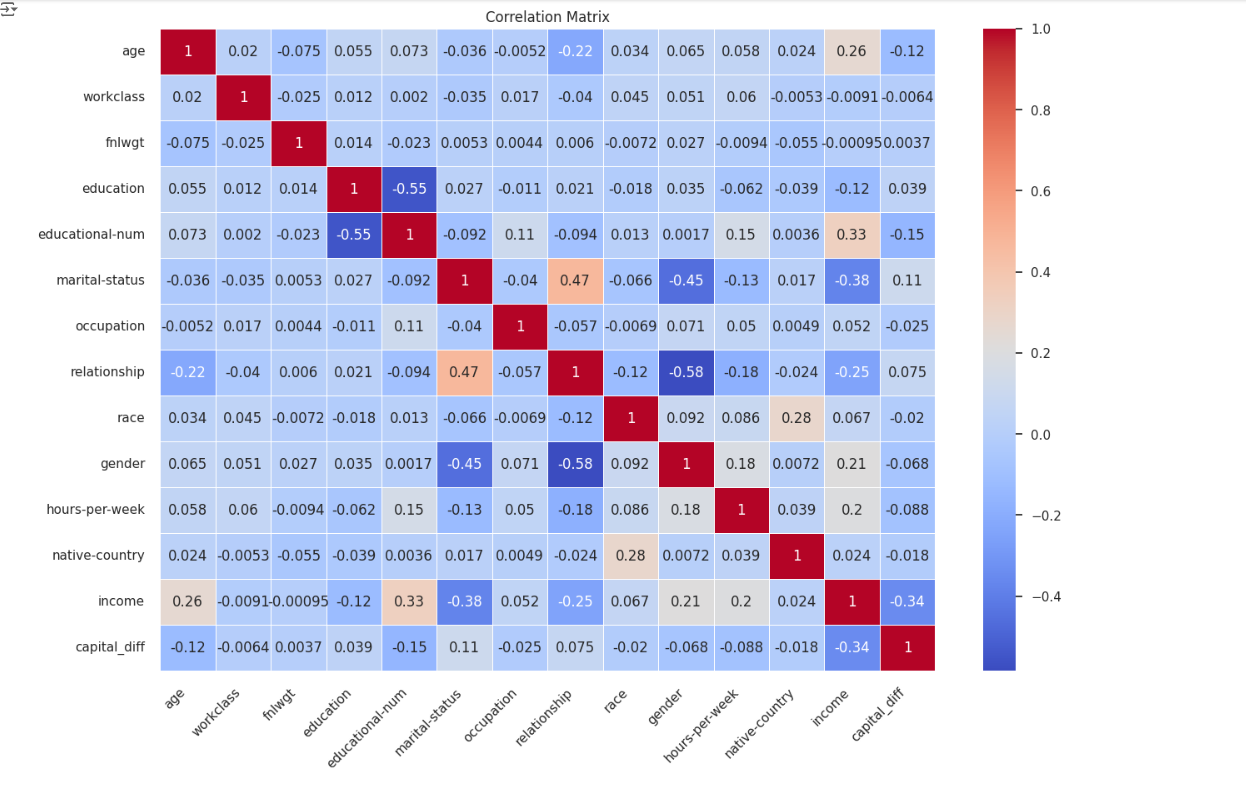 Correlation Matrix
age 1 0.02 -0.075 0.055 0.073 -0.036 -0.0052 -0.22 0.034 0.065 0.058 0.024 0.26 -0.12
workclass 0.02 1 -0.025 0.012 0.002 -0.035 0.017 -0.04 0.045 0.051 0.06 -0.0053 -0.0091 -0.0064
fnlwgt -0.075 -0.025 1 0.014 -0.023 0.0053 0.0044 0.006 -0.0072 0.027 -0.0094 -0.055 -0.00095 0.0037
education 0.055 0.012 0.014 1 -0.55 0.027 -0.011 0.021 -0.018 0.035 -0.062 -0.039 -0.12 0.039
educational-num 0.073 0.002 -0.023 -0.55 1 -0.092 0.11 -0.094 0.013 0.0017 0.15 0.0036 0.33 -0.15
marital-status -0.036 -0.035 0.0053 0.027 -0.092 1 -0.04 0.47 -0.066 -0.45 -0.13 0.017 -0.38 0.11
occupation -0.0052 0.017 0.0044 -0.011 0.11 -0.04 1 -0.057 -0.0069 0.071 0.05 0.0049 0.052 -0.025
relationship -0.22 -0.04 0.006 0.021 -0.094 0.47 -0.057 1 -0.12 -0.58 -0.18 -0.024 -0.25 0.075
race 0.034 0.045 -0.0072 -0.018 0.013 -0.066 -0.0069 -0.12 1 0.092 0.086 0.28 0.067 -0.02
gender 0.065 0.051 0.027 0.035 0.0017 -0.45 0.071 -0.58 0.092 1 0.18 0.0072 0.21 -0.068
hours-per-week 0.058 0.06 -0.0094 -0.062 0.15 -0.13 0.05 -0.18 0.086 0.18 1 0.039 0.2 -0.088
native-country 0.024 -0.0053 -0.055 -0.039 0.0036 0.017 0.0049 -0.024 0.28 0.0072 0.039 1 0.024 -0.018
income 0.26 -0.0091 -0.00095 -0.12 0.33 -0.38 0.052 -0.25 0.067 0.21 0.2 0.024 1 -0.34
capital_diff -0.12 -0.0064 0.0037 0.039 -0.15 0.11 -0.025 0.075 -0.02 -0.068 -0.088 -0.018 -0.34 1
age workclass fnlwgt education educational-num marital-status occupation relationship race gender hours-per-week native-country income capital_diff
1.0
0.8
0.6
0.4
0.2
0.0
−0.2
−0.4